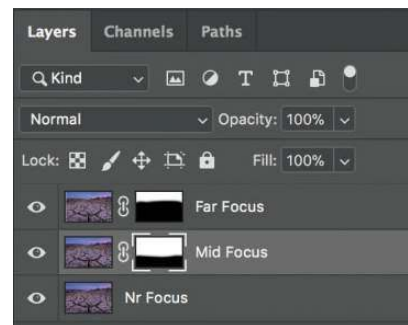 Layers Channels Paths
Kind T
Normal Opacity: 100%
Lock: Fill: 100%
Far Focus
Mid Focus
Nr Focus